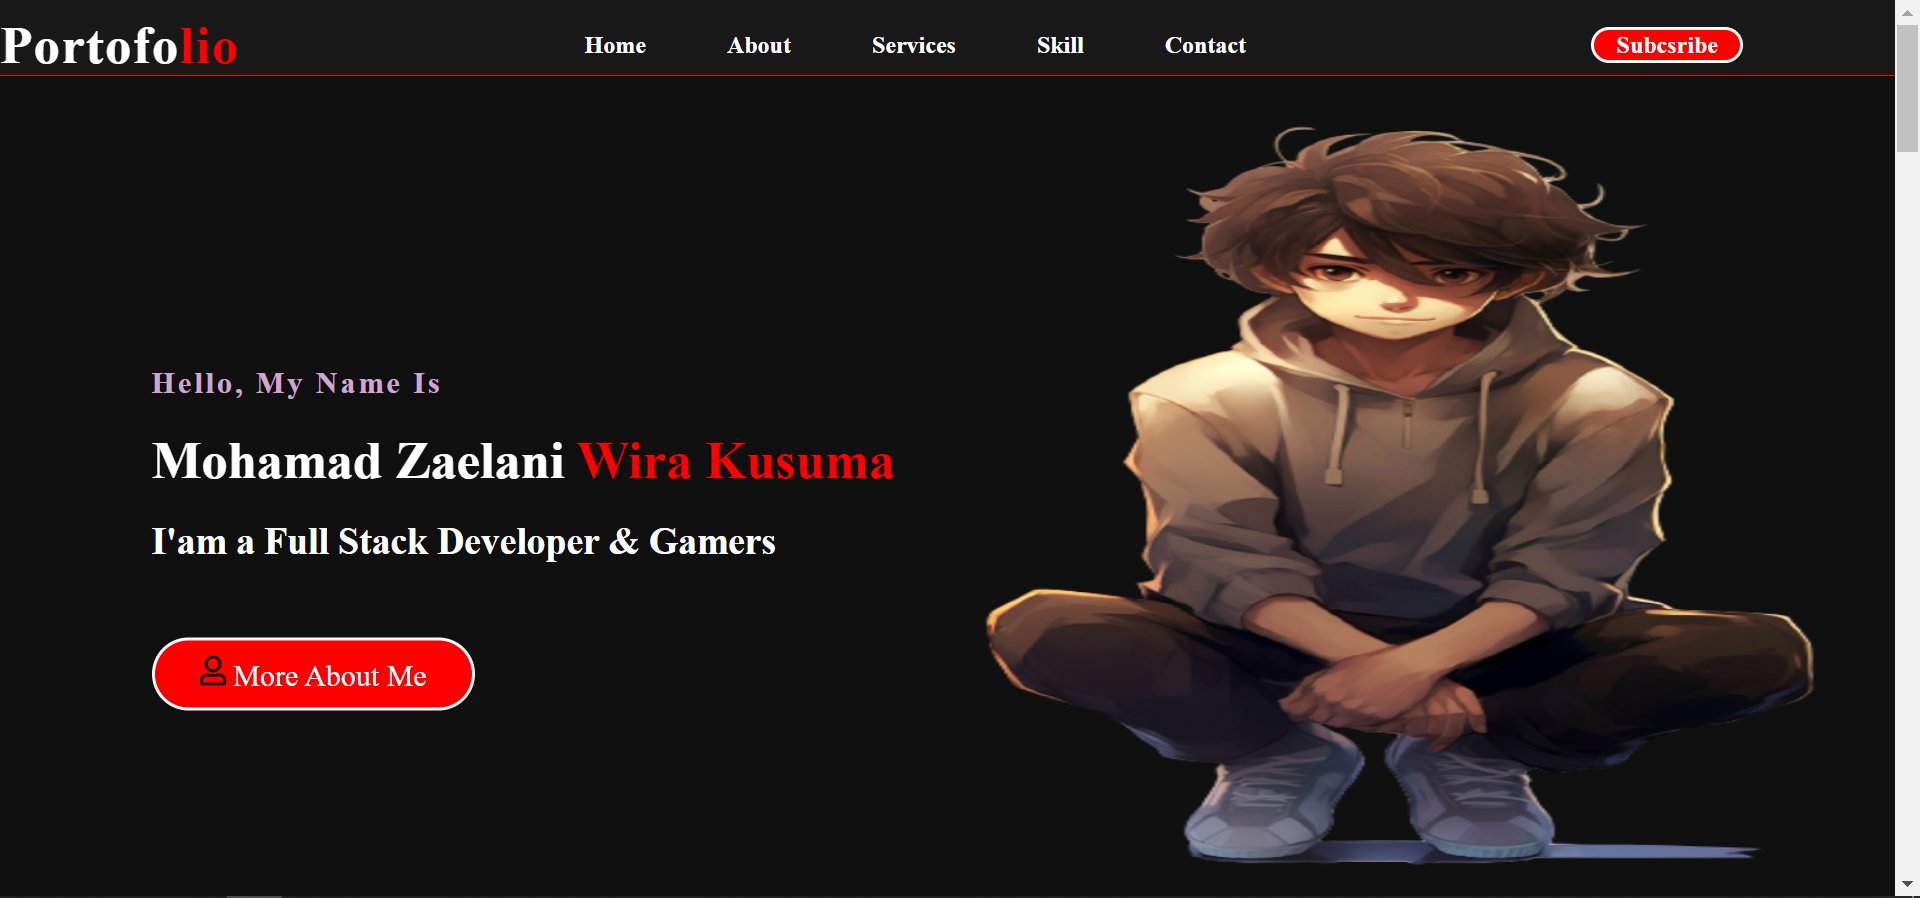 Portofolio
Home About Services Skill Contact
Subcsribe
Hello, My Name Is
Mohamad Zaelani Wira Kusuma
I'am a Full Stack Developer & Gamers
More About Me